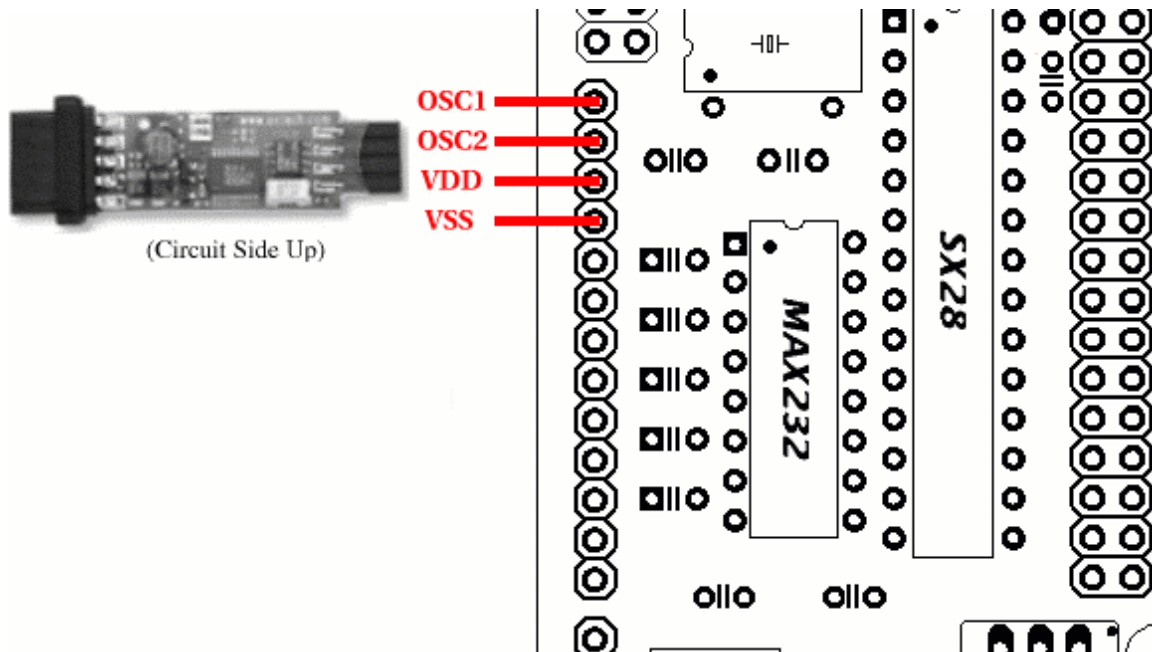 OSC1
OSC2
VDD
VSS
(Circuit Side Up)
MAX232
SX28